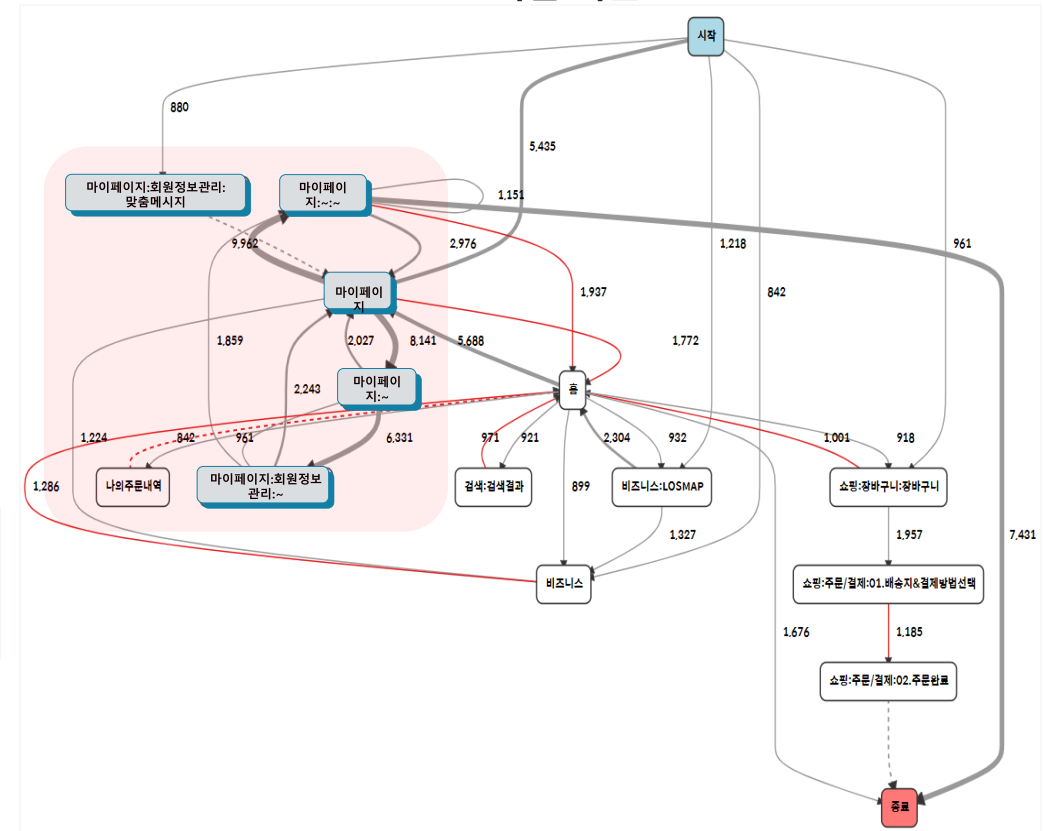 시작
880
5,435
마이페이지:회원정보관리:
맞춤메시지
마이페이
지:~:~
1,151
9,962
2,976
1,218
961
마이페이
지
1,937
842
1,859
2,027
8,141
5,688
1,772
마이페이
지:~
2,243
홈
1,224
842
961
6,331
971
921
2,304
932
1,001
918
1,286
나의주문내역
마이페이지:회원정보
관리:~
검색:검색결과
899
비즈니스:LOSMAP
쇼핑:장바구니:장바구니
1,327
1,957
7,431
비즈니스
쇼핑:주문/결제:01.배송지&결제방법선택
1,676
1,185
쇼핑:주문/결제:02.주문완료
종료